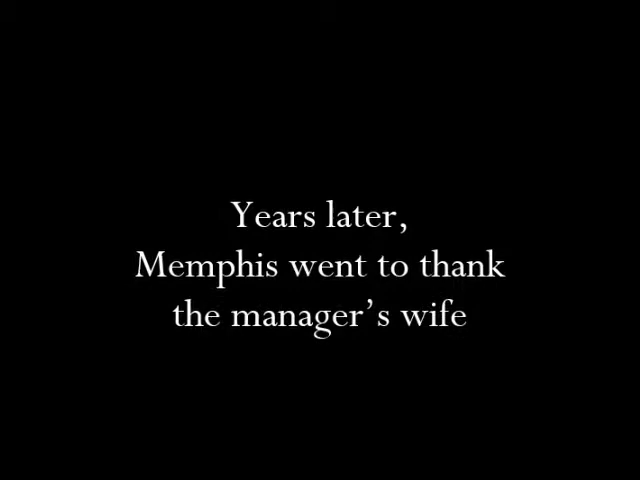 Years later,
Memphis went to thank
the manager’s wife